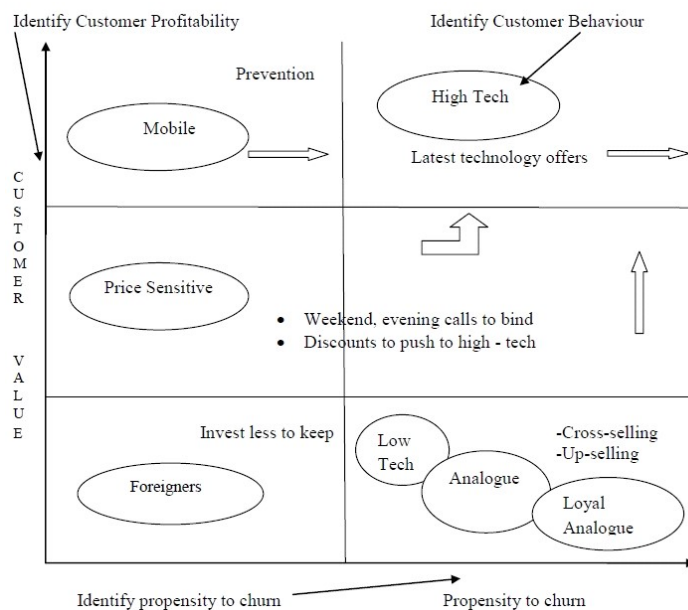 Identify Customer Profitability
Identify Customer Behaviour
Prevention
High Tech
Mobile
Latest technology offers
CUSTOMER VALUE
Price Sensitive
• Weekend, evening calls to bind
• Discounts to push to high - tech
Invest less to keep
Low
Tech
-Cross-selling
-Up-selling
Analogue
Foreigners
Loyal
Analogue
Identify propensity to churn
Propensity to churn